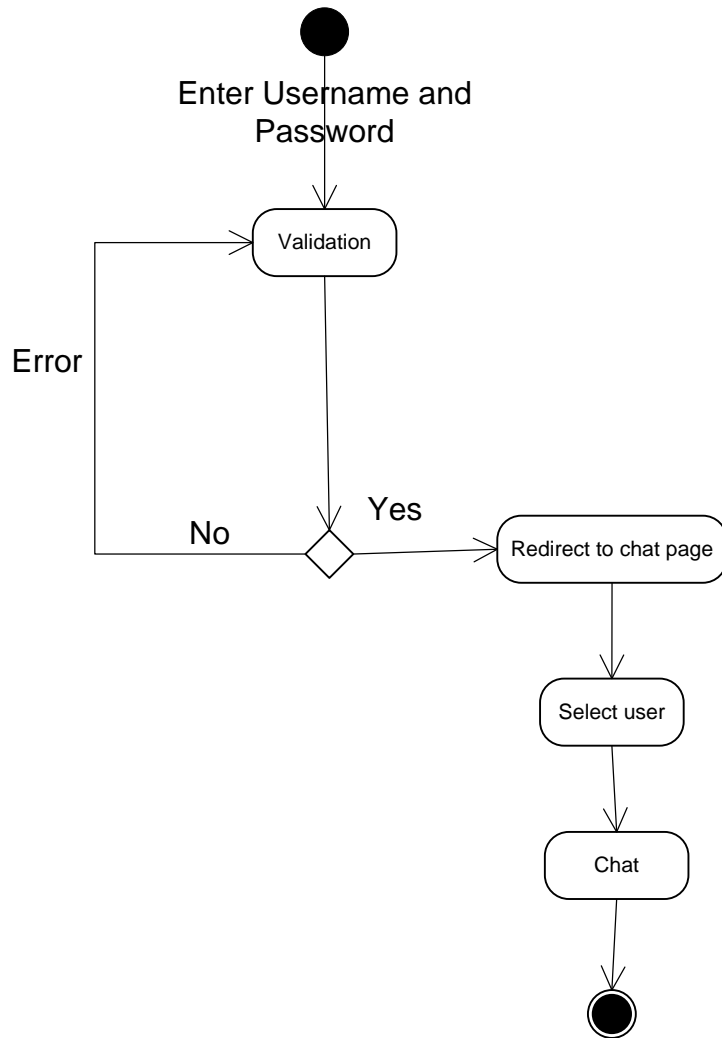 Enter Username and
Password
Validation
Error
Yes
No
Redirect to chat page
Select user
Chat